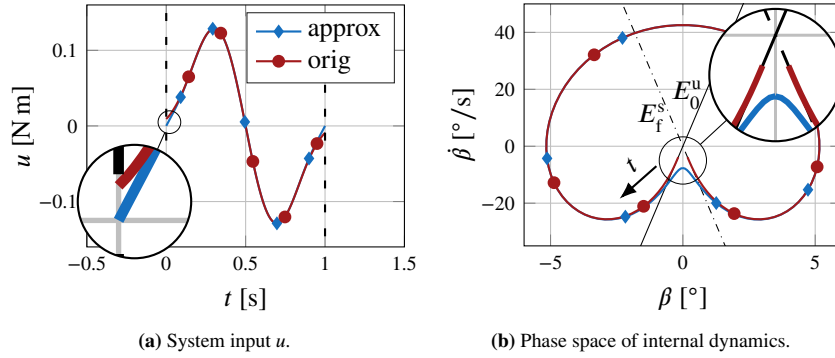 approx
orig
0.1
0
−0.1
u [N m]
−0.5
0
0.5
1
1.5
t [s]
(a) System input u.
40
20
0
−20
β̇ [°/s]
E_f^s
E_0^u
t
−5
0
5
β [°]
(b) Phase space of internal dynamics.